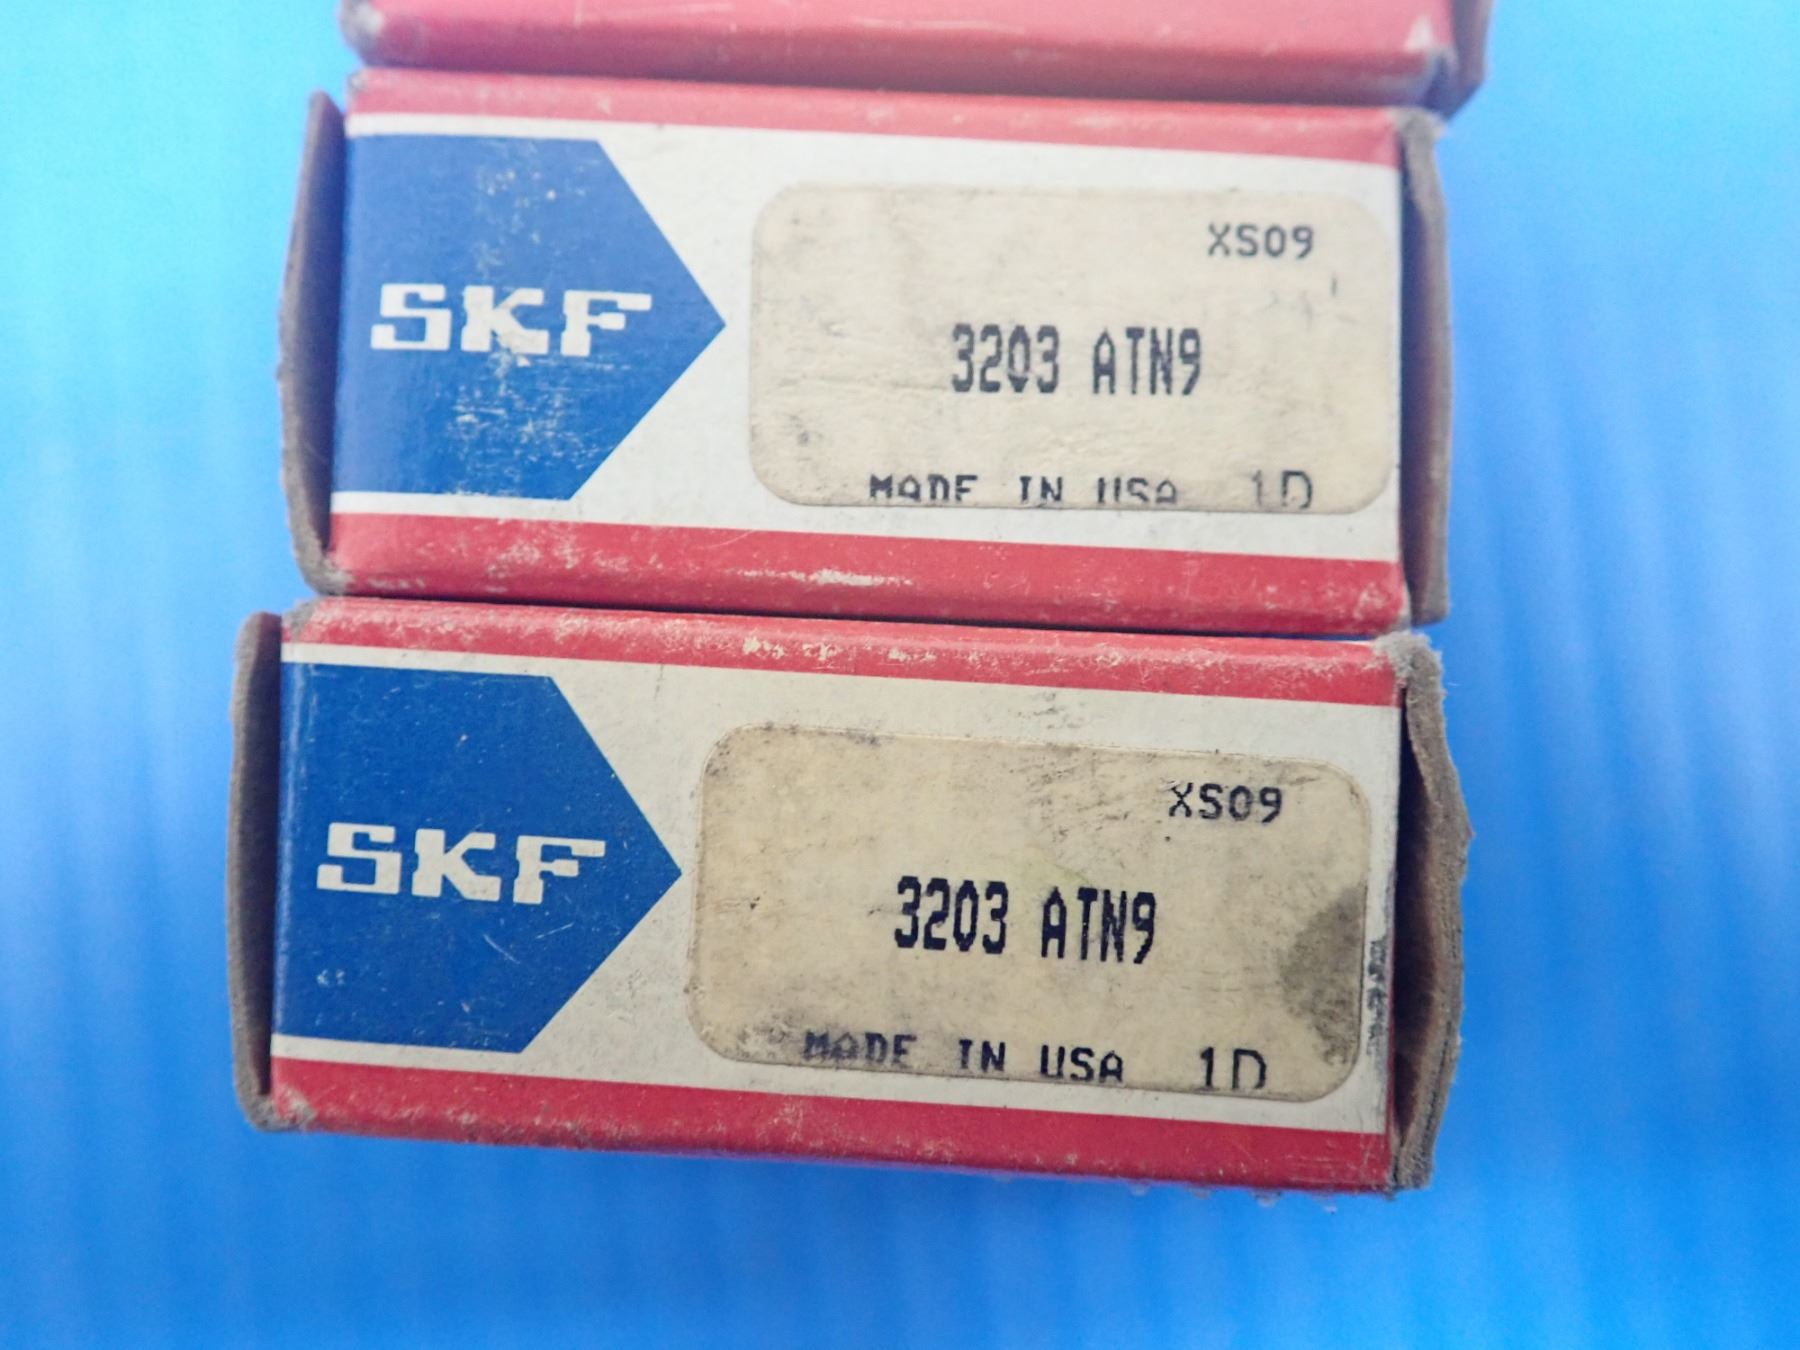 SKF
XS09
3203 ATN9
MADE IN USA 1D
SKF
XS09
3203 ATN9
MADE IN USA 1D